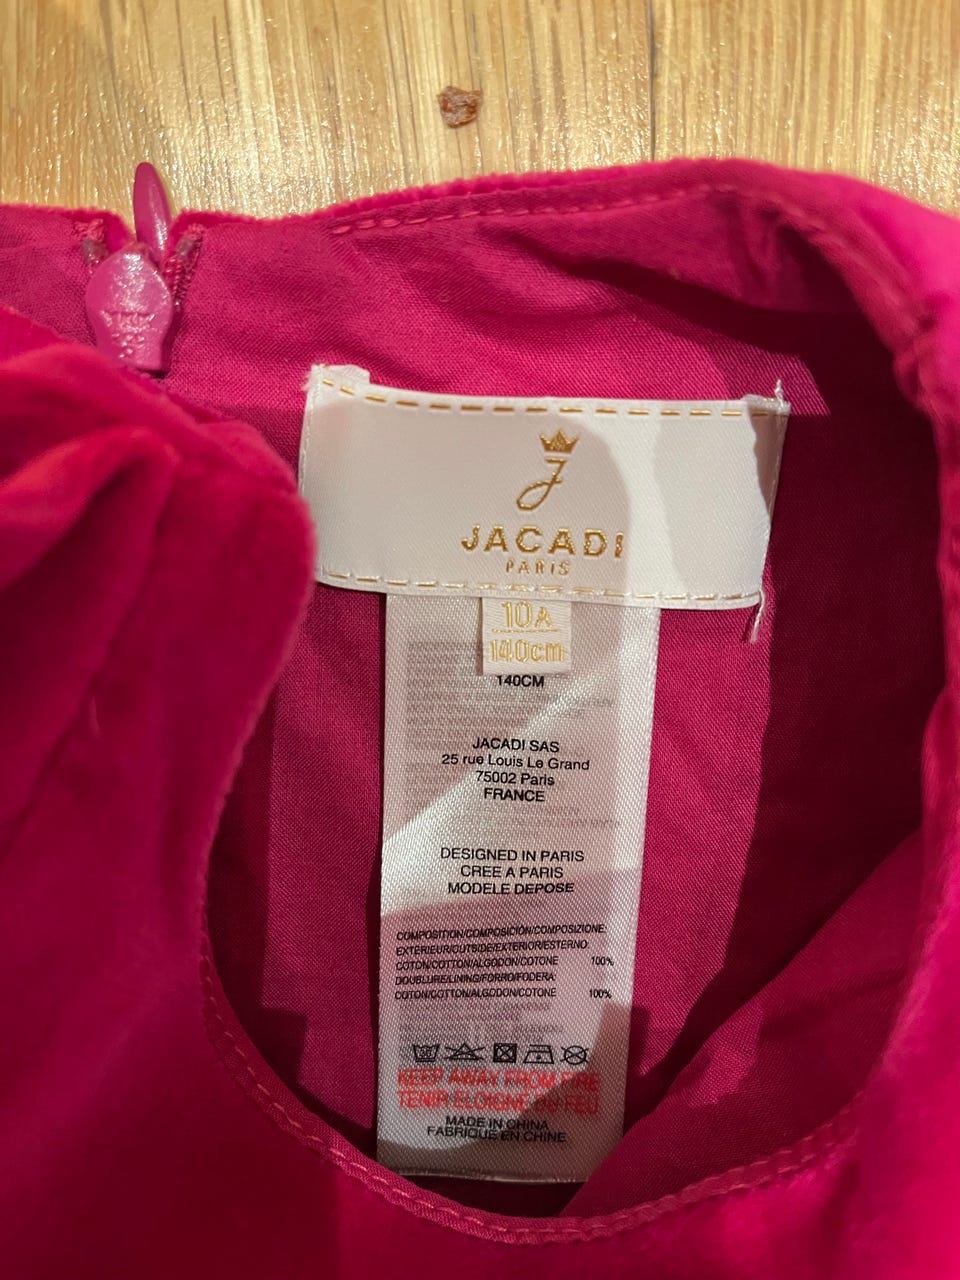 JACADI
PARIS
10A
140cm
140CM
JACADI SAS
25 rue Louis Le Grand
75002 Paris
FRANCE
DESIGNED IN PARIS
CREE A PARIS
MODELE DEPOSE
COMPOSITION/COMPOSICIÓN/COMPOSIZIONE:
EXTERIEUR/OUTSIDE/EXTERIOR/ESTERNO
COTON/COTTON/ALGODON/COTONE 100%
DOUBLURE/LINING/FORRO/FODERA:
COTON/COTTON/ALGODON/COTONE 100%
KEEP AWAY FROM FIRE
TENIR ELOIGNE DU FEU
MADE IN CHINA
FABRIQUE EN CHINE